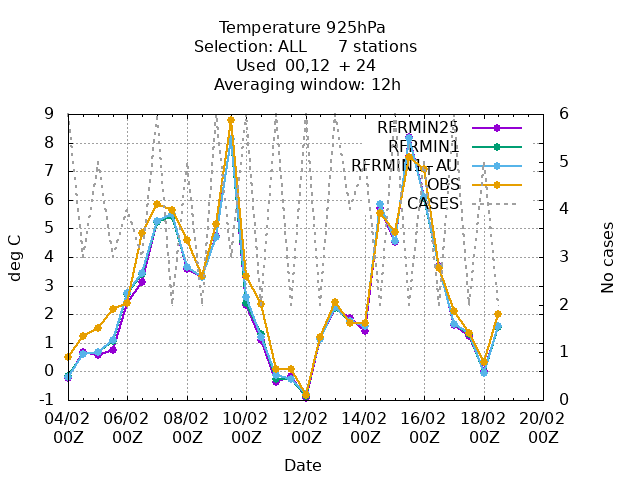 Temperature 925hPa
Selection: ALL 7 stations
Used 00,12 + 24
Averaging window: 12h
RFRMIN25
RFRMIN1
RFRMIN1_AU
OBS
CASES
deg C
9
8
7
6
5
4
3
2
1
0
-1
No cases
6
5
4
3
2
1
0
04/02 06/02 08/02 10/02 12/02 14/02 16/02 18/02 20/02
00Z 00Z 00Z 00Z 00Z 00Z 00Z 00Z 00Z
Date